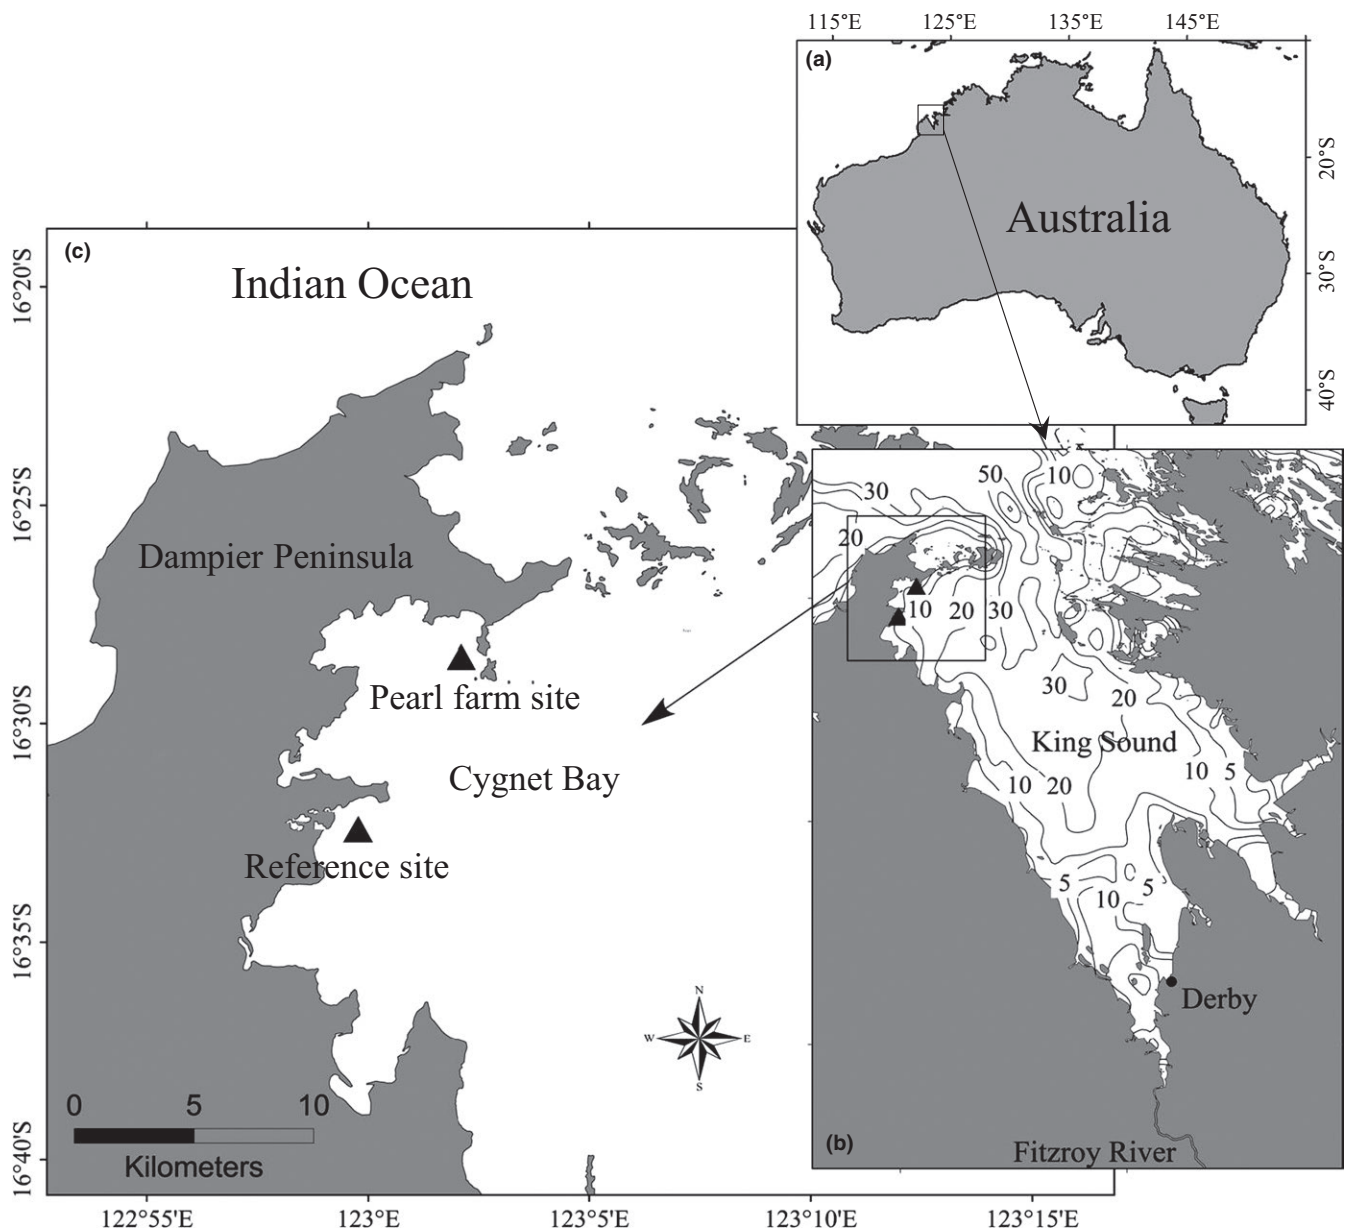 115°E 125°E 135°E 145°E
(a)
Australia
20°S
30°S
40°S
(c)
Indian Ocean
16°20'S
16°25'S
16°30'S
16°35'S
16°40'S
Dampier Peninsula
Pearl farm site
Cygnet Bay
Reference site
N
W E
S
0 5 10
Kilometers
122°55'E 123°E 123°5'E 123°10'E 123°15'E
50 10
30
20
10 20 30
30 20
King Sound
10 20 10 5
5 10 5
Derby
(b)
Fitzroy River